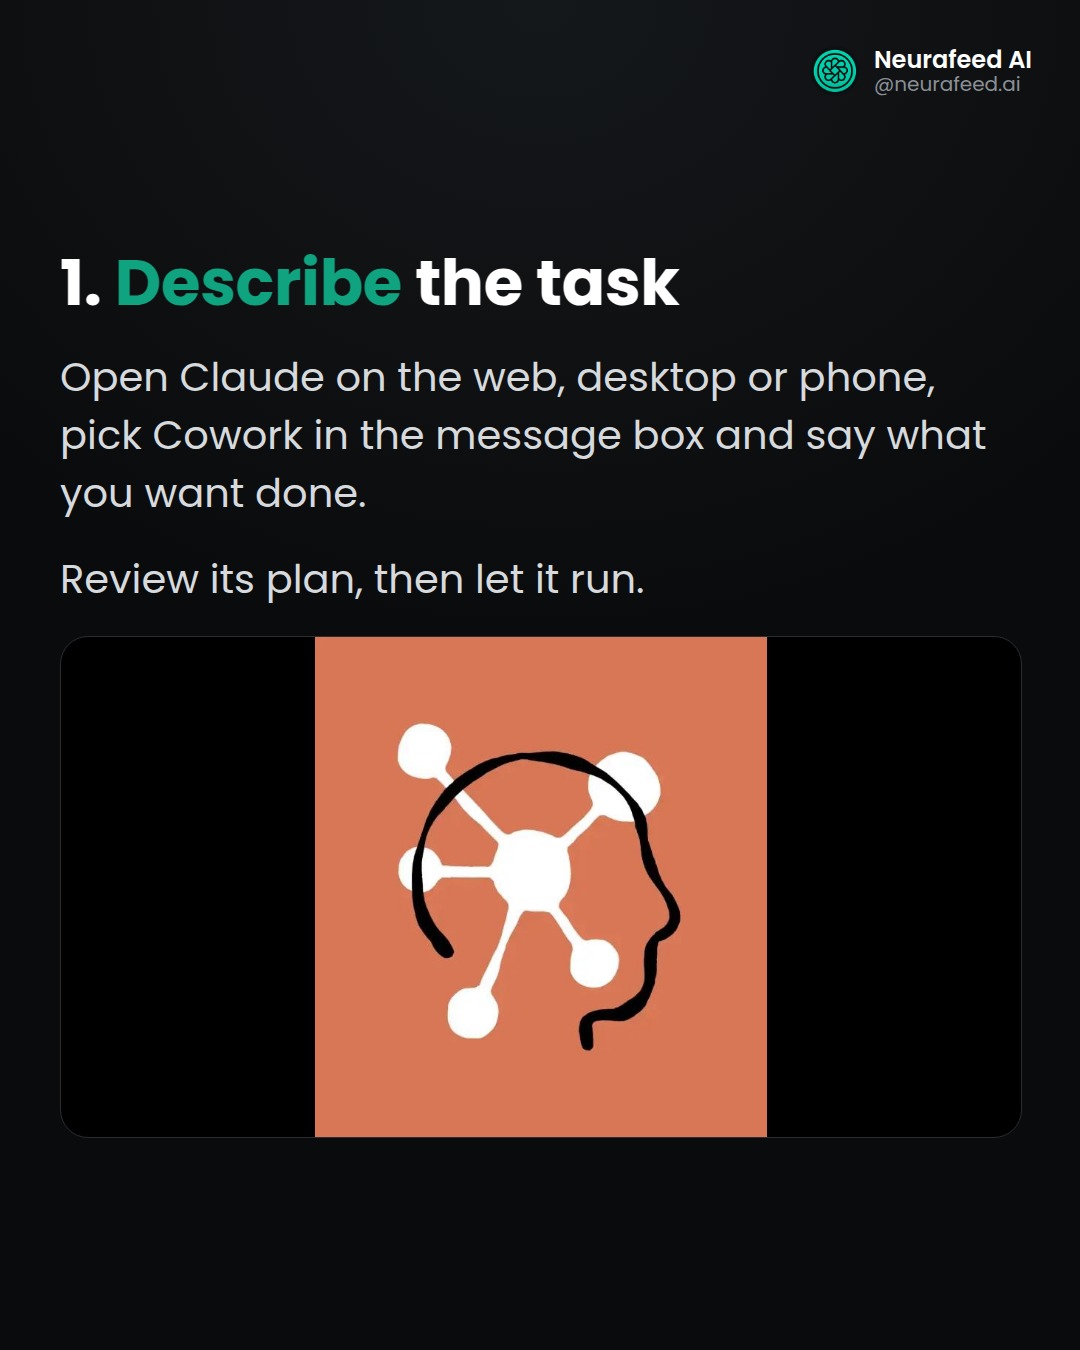 Neurafeed AI
@neurafeed.ai
1. Describe the task
Open Claude on the web, desktop or phone,
pick Cowork in the message box and say what
you want done.
Review its plan, then let it run.